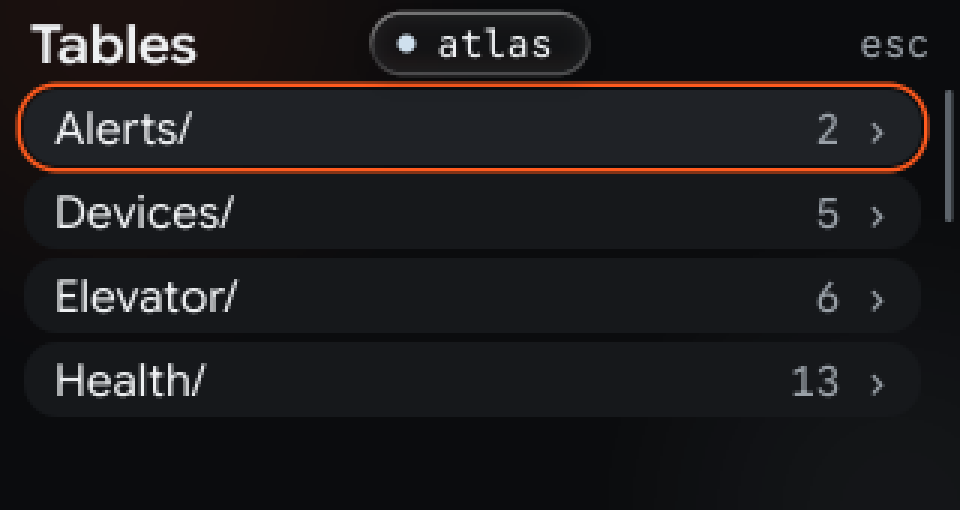 Tables atlas esc
Alerts/ 2 ›
Devices/ 5 ›
Elevator/ 6 ›
Health/ 13 ›